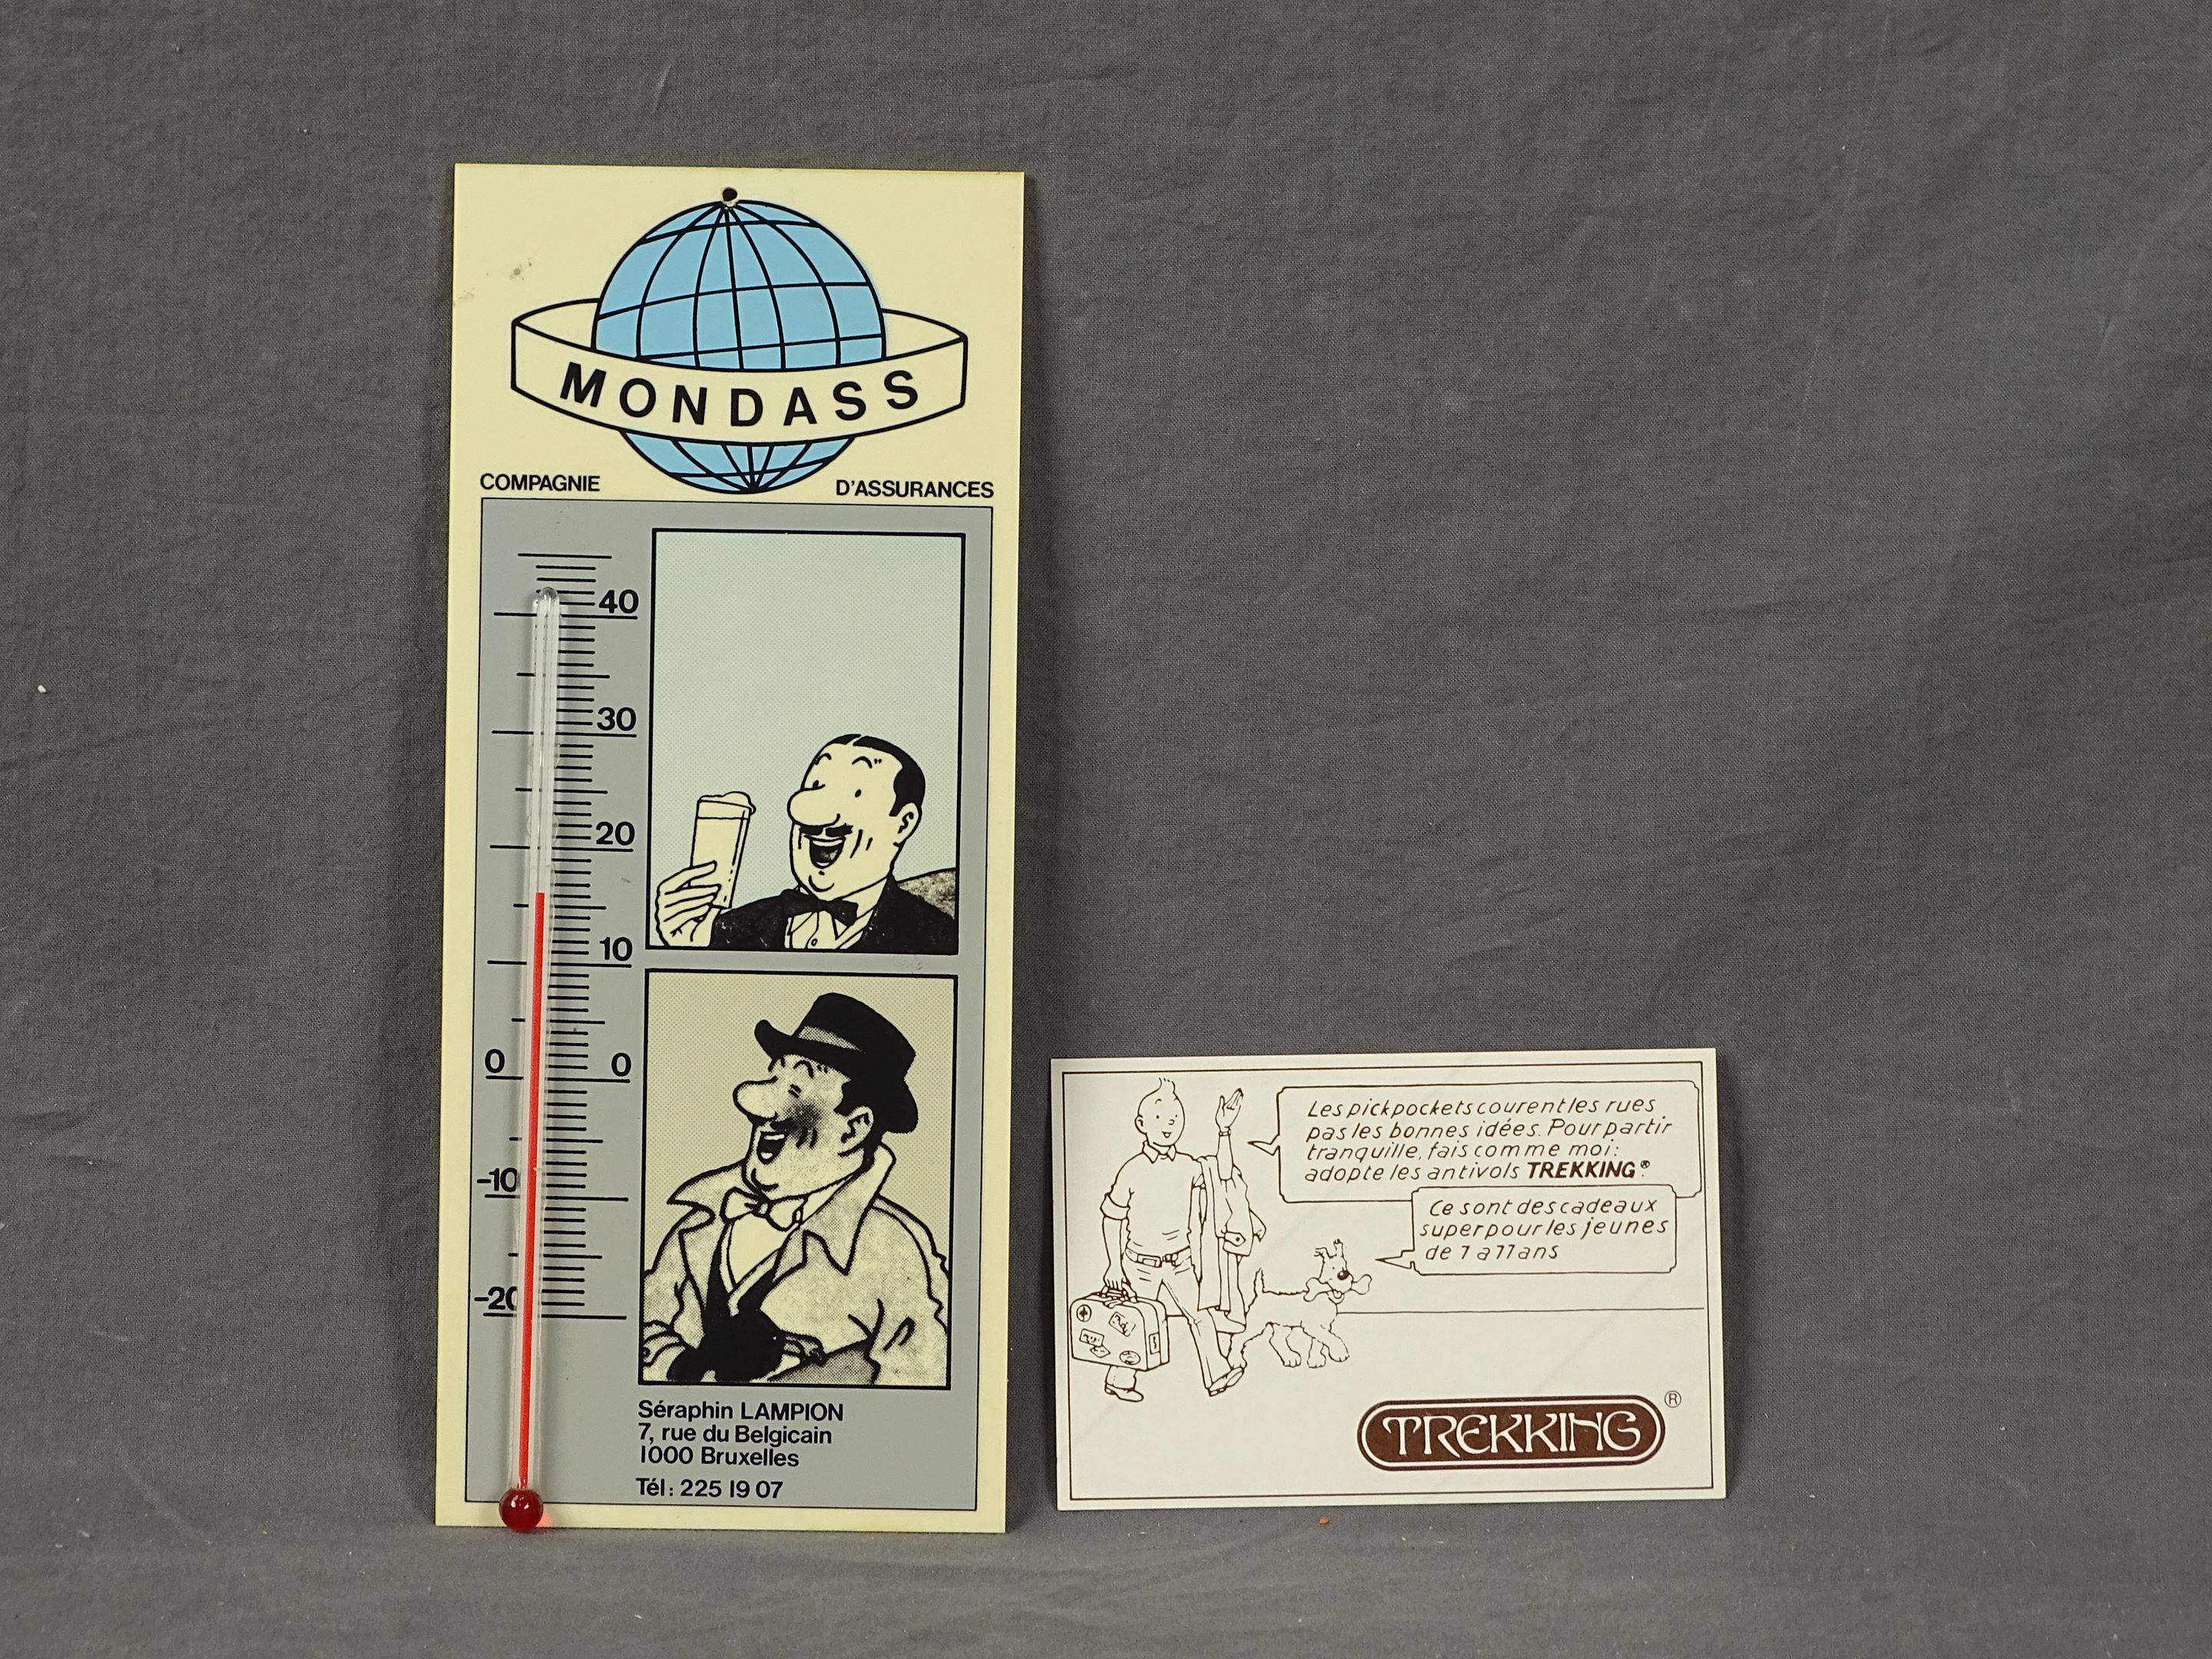 MONDASS
COMPAGNIE D'ASSURANCES
40
30
20
10
0 0
-10
-20
Séraphin LAMPION
7, rue du Belgicain
1000 Bruxelles
Tél: 225 19 07
Les pickpockets courent les rues
pas les bonnes idées. Pour partir
tranquille, fais comme moi:
adopte les antivols TREKKING®.
Ce sont des cadeaux
super pour les jeunes
de 7 a 77 ans
TREKKING ®